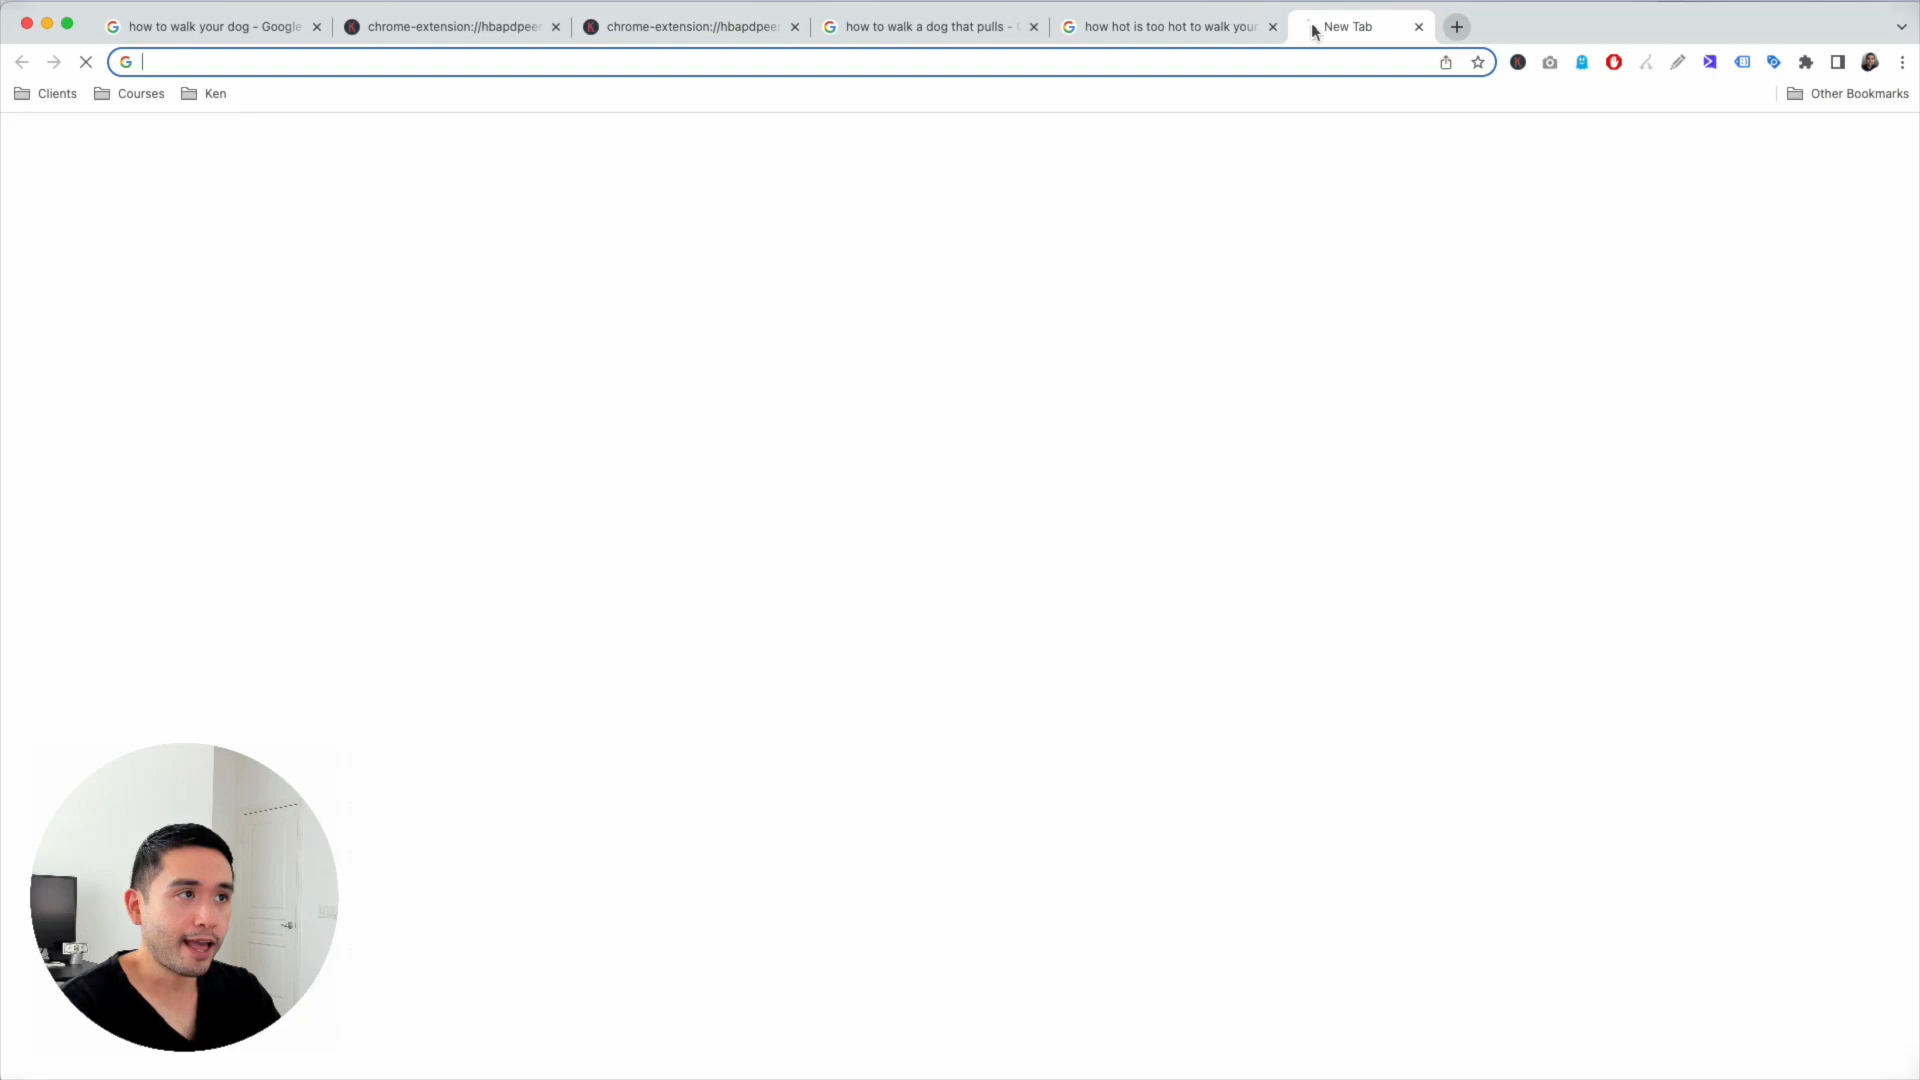 how to walk your dog - Google
chrome-extension://hbapdpeer
chrome-extension://hbapdpeer
how to walk a dog that pulls -
how hot is too hot to walk your
New Tab
Clients
Courses
Ken
Other Bookmarks